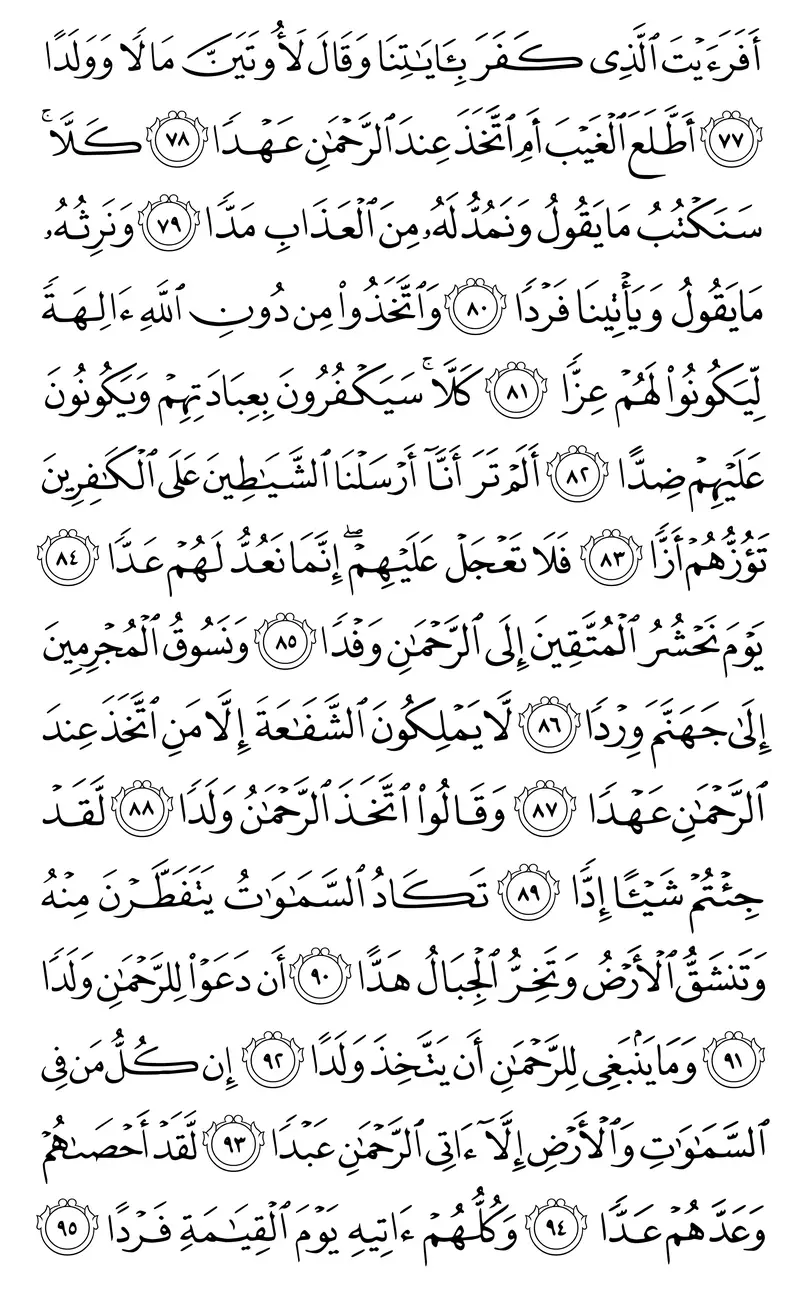 أَفَرَءَيْتَ ٱلَّذِى كَفَرَ بِـَٔايَـٰتِنَا وَقَالَ لَأُوتَيَنَّ مَالًا وَوَلَدًا
٧٧ أَطَّلَعَ ٱلْغَيْبَ أَمِ ٱتَّخَذَ عِندَ ٱلرَّحْمَـٰنِ عَهْدًا ٧٨ كَلَّا ۚ
سَنَكْتُبُ مَا يَقُولُ وَنَمُدُّ لَهُۥ مِنَ ٱلْعَذَابِ مَدًّا ٧٩ وَنَرِثُهُۥ
مَا يَقُولُ وَيَأْتِينَا فَرْدًا ٨٠ وَٱتَّخَذُوا۟ مِن دُونِ ٱللَّهِ ءَالِهَةً
لِّيَكُونُوا۟ لَهُمْ عِزًّا ٨١ كَلَّا ۚ سَيَكْفُرُونَ بِعِبَادَتِهِمْ وَيَكُونُونَ
عَلَيْهِمْ ضِدًّا ٨٢ أَلَمْ تَرَ أَنَّآ أَرْسَلْنَا ٱلشَّيَـٰطِينَ عَلَى ٱلْكَـٰفِرِينَ
تَؤُزُّهُمْ أَزًّا ٨٣ فَلَا تَعْجَلْ عَلَيْهِمْ ۖ إِنَّمَا نَعُدُّ لَهُمْ عَدًّا ٨٤
يَوْمَ نَحْشُرُ ٱلْمُتَّقِينَ إِلَى ٱلرَّحْمَـٰنِ وَفْدًا ٨٥ وَنَسُوقُ ٱلْمُجْرِمِينَ
إِلَىٰ جَهَنَّمَ وِرْدًا ٨٦ لَّا يَمْلِكُونَ ٱلشَّفَـٰعَةَ إِلَّا مَنِ ٱتَّخَذَ عِندَ
ٱلرَّحْمَـٰنِ عَهْدًا ٨٧ وَقَالُوا۟ ٱتَّخَذَ ٱلرَّحْمَـٰنُ وَلَدًا ٨٨ لَّقَدْ
جِئْتُمْ شَيْـًٔا إِدًّا ٨٩ تَكَادُ ٱلسَّمَـٰوَٰتُ يَتَفَطَّرْنَ مِنْهُ
وَتَنشَقُّ ٱلْأَرْضُ وَتَخِرُّ ٱلْجِبَالُ هَدًّا ٩٠ أَن دَعَوْا۟ لِلرَّحْمَـٰنِ وَلَدًا
٩١ وَمَا يَنۢبَغِى لِلرَّحْمَـٰنِ أَن يَتَّخِذَ وَلَدًا ٩٢ إِن كُلُّ مَن فِى
ٱلسَّمَـٰوَٰتِ وَٱلْأَرْضِ إِلَّآ ءَاتِى ٱلرَّحْمَـٰنِ عَبْدًا ٩٣ لَّقَدْ أَحْصَىٰهُمْ
وَعَدَّهُمْ عَدًّا ٩٤ وَكُلُّهُمْ ءَاتِيهِ يَوْمَ ٱلْقِيَـٰمَةِ فَرْدًا ٩٥